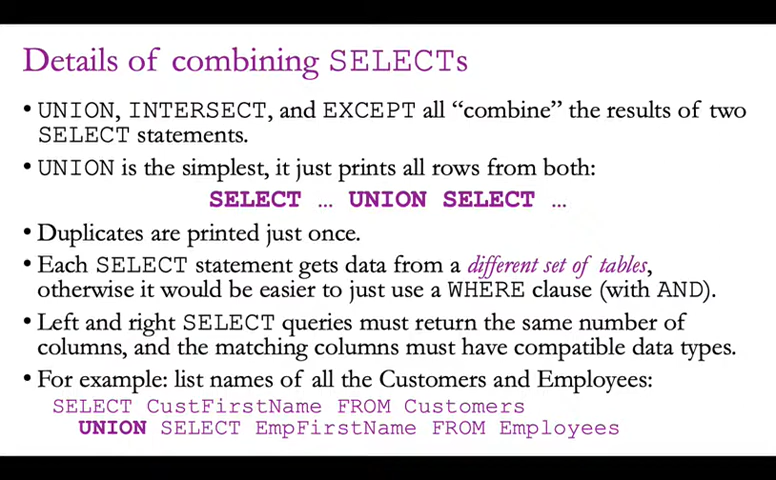 Details of combining SELECTs
• UNION, INTERSECT, and EXCEPT all “combine” the results of two
SELECT statements.
• UNION is the simplest, it just prints all rows from both:
SELECT … UNION SELECT …
• Duplicates are printed just once.
• Each SELECT statement gets data from a different set of tables,
otherwise it would be easier to just use a WHERE clause (with AND).
• Left and right SELECT queries must return the same number of
columns, and the matching columns must have compatible data types.
• For example: list names of all the Customers and Employees:
SELECT CustFirstName FROM Customers
UNION SELECT EmpFirstName FROM Employees